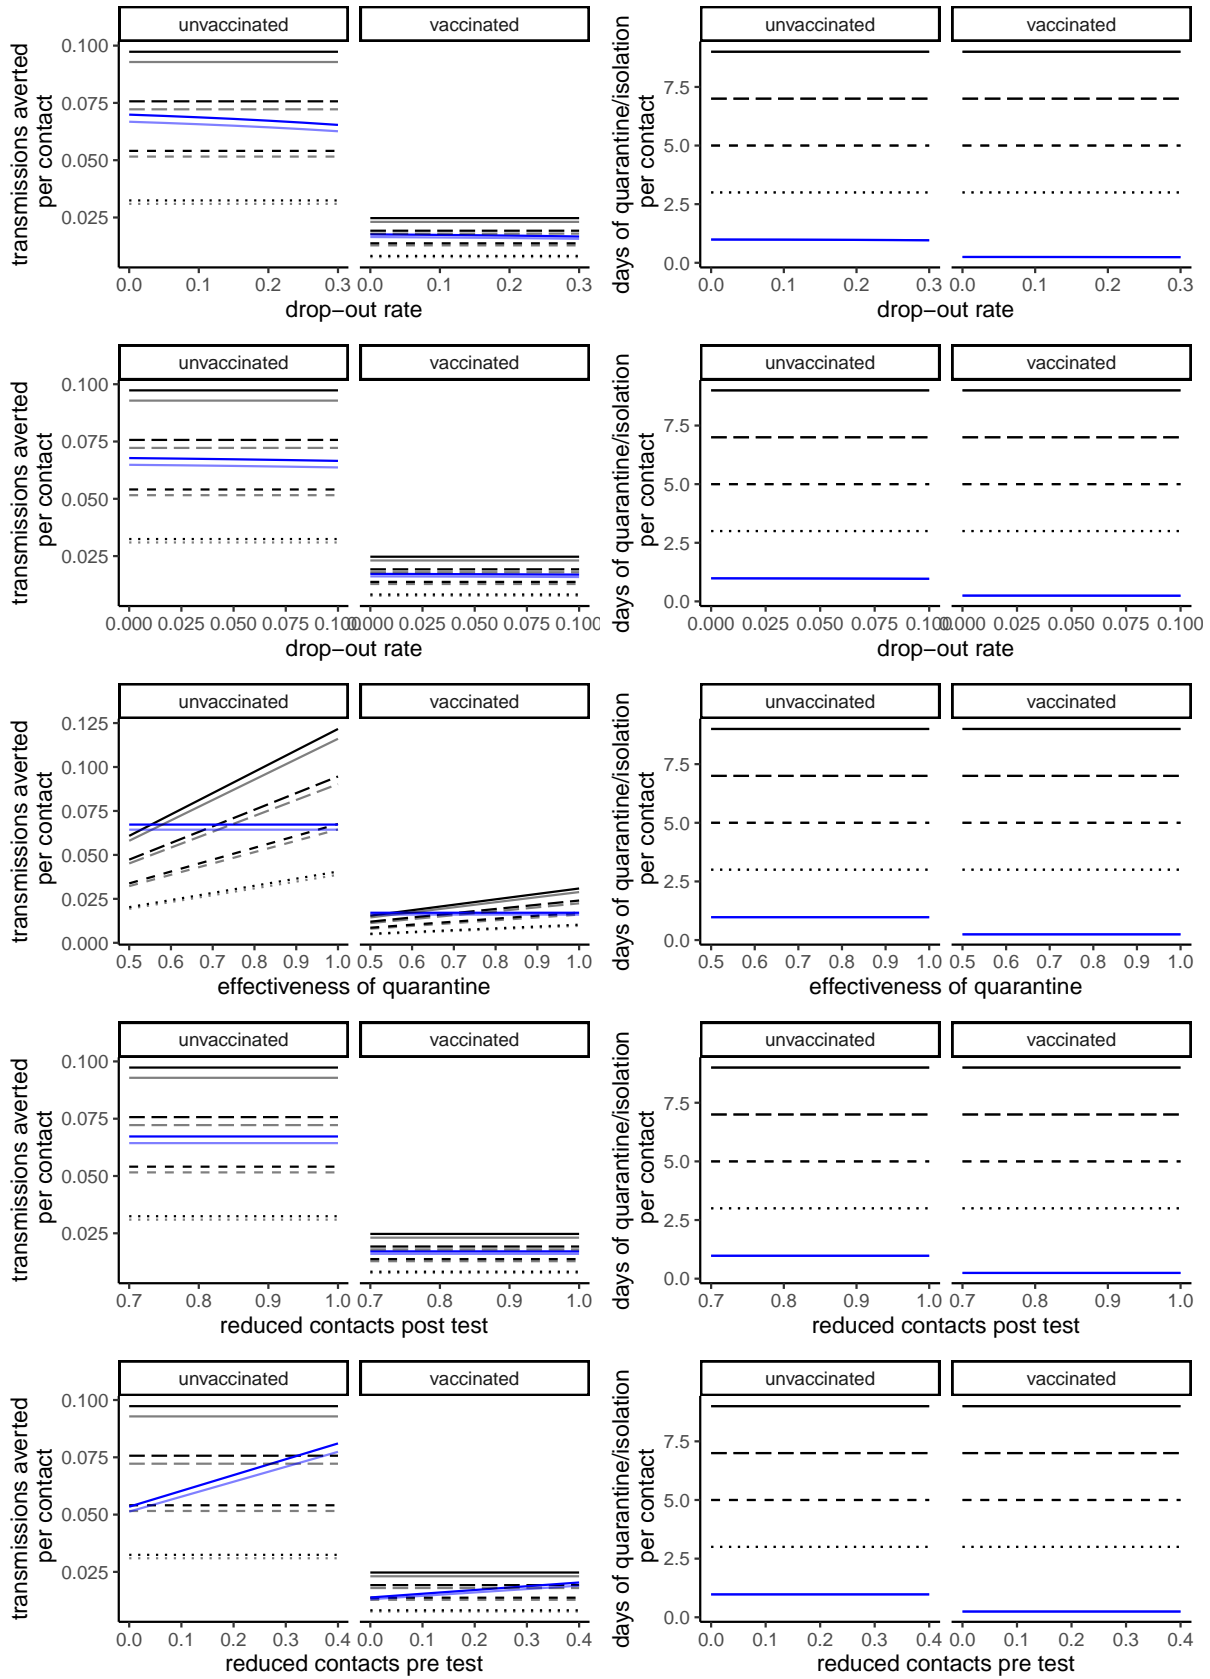 unvaccinated vaccinated unvaccinated vaccinated
transmissions averted
per contact
0.100
0.075
0.050
0.025
0.0 0.1 0.2 0.3 0.0 0.1 0.2 0.3
drop−out rate
days of quarantine/isolation
per contact
7.5
5.0
2.5
0.0
0.0 0.1 0.2 0.3 0.0 0.1 0.2 0.3
drop−out rate
unvaccinated vaccinated unvaccinated vaccinated
transmissions averted
per contact
0.100
0.075
0.050
0.025
0.000 0.025 0.050 0.075 0.100 0.000 0.025 0.050 0.075 0.100
drop−out rate
days of quarantine/isolation
per contact
7.5
5.0
2.5
0.0
0.000 0.025 0.050 0.075 0.100 0.000 0.025 0.050 0.075 0.100
drop−out rate
unvaccinated vaccinated unvaccinated vaccinated
transmissions averted
per contact
0.125
0.100
0.075
0.050
0.025
0.000
0.5 0.6 0.7 0.8 0.9 1.0 0.5 0.6 0.7 0.8 0.9 1.0
effectiveness of quarantine
days of quarantine/isolation
per contact
7.5
5.0
2.5
0.0
0.5 0.6 0.7 0.8 0.9 1.0 0.5 0.6 0.7 0.8 0.9 1.0
effectiveness of quarantine
unvaccinated vaccinated unvaccinated vaccinated
transmissions averted
per contact
0.100
0.075
0.050
0.025
0.7 0.8 0.9 1.0 0.7 0.8 0.9 1.0
reduced contacts post test
days of quarantine/isolation
per contact
7.5
5.0
2.5
0.0
0.7 0.8 0.9 1.0 0.7 0.8 0.9 1.0
reduced contacts post test
unvaccinated vaccinated unvaccinated vaccinated
transmissions averted
per contact
0.100
0.075
0.050
0.025
0.0 0.1 0.2 0.3 0.4 0.0 0.1 0.2 0.3 0.4
reduced contacts pre test
days of quarantine/isolation
per contact
7.5
5.0
2.5
0.0
0.0 0.1 0.2 0.3 0.4 0.0 0.1 0.2 0.3 0.4
reduced contacts pre test